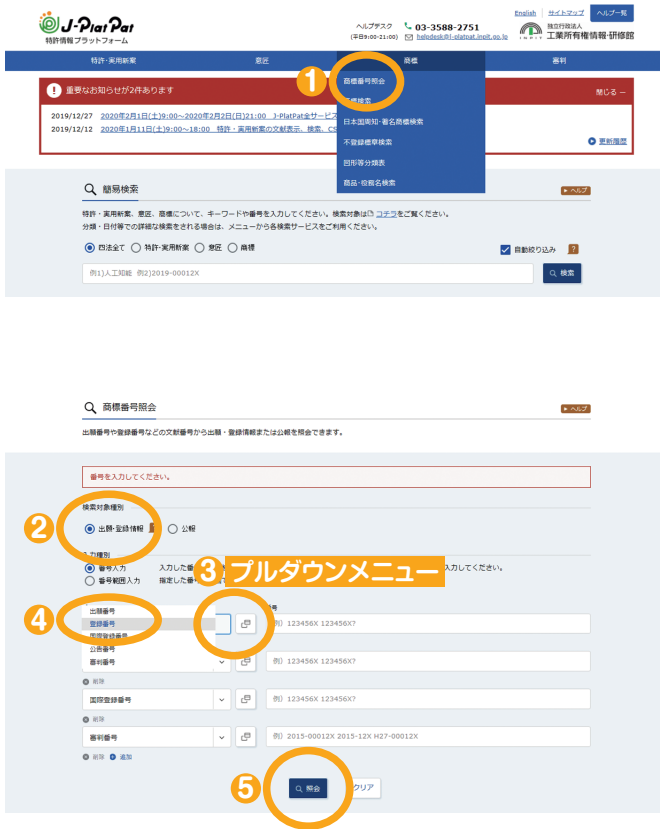 English サイトマップ ヘルプ一覧
J-PlatPat
特許情報プラットフォーム
ヘルプデスク 03-3588-2751
(平日9:00-21:00) helpdesk@j-platpat.inpit.go.jp
独立行政法人
INPIT 工業所有権情報・研修館
特許・実用新案 意匠 商標 審判
1
重要なお知らせが2件あります 閉じる
商標番号照会
商標検索
日本国周知・著名商標検索
不登録標章検索
図形等分類表
商品・役務名検索
2019/12/27 2020年2月1日(土)9:00~2020年2月2日(日)21:00 J-PlatPat全サービス
2019/12/12 2020年1月11日(土)9:00~18:00 特許・実用新案の文献表示、検索、CS
更新履歴
簡易検索 ヘルプ
特許・実用新案、意匠、商標について、キーワードや番号を入力してください。検索対象は コチラをご覧ください。
分類・日付等での詳細な検索をされる場合は、メニューから各検索サービスをご利用ください。
四法全て 特許・実用新案 意匠 商標 自動絞り込み ?
例1)人工知能 例2)2019-00012X 検索
商標番号照会 ヘルプ
出願番号や登録番号などの文献番号から出願・登録情報または公報を照会できます。
番号を入力してください。
検索対象種別
2
出願・登録情報 公報
入力種別
番号入力 入力した番 入力してください。
番号範囲入力 指定した番
3 プルダウンメニュー
4
出願番号
登録番号
国際登録番号
公告番号
審判番号
番号
例) 123456X 123456X?
例) 123456X 123456X?
削除
国際登録番号 例) 123456X 123456X?
削除
審判番号 例) 2015-00012X 2015-12X H27-00012X
削除 追加
5
照会 クリア